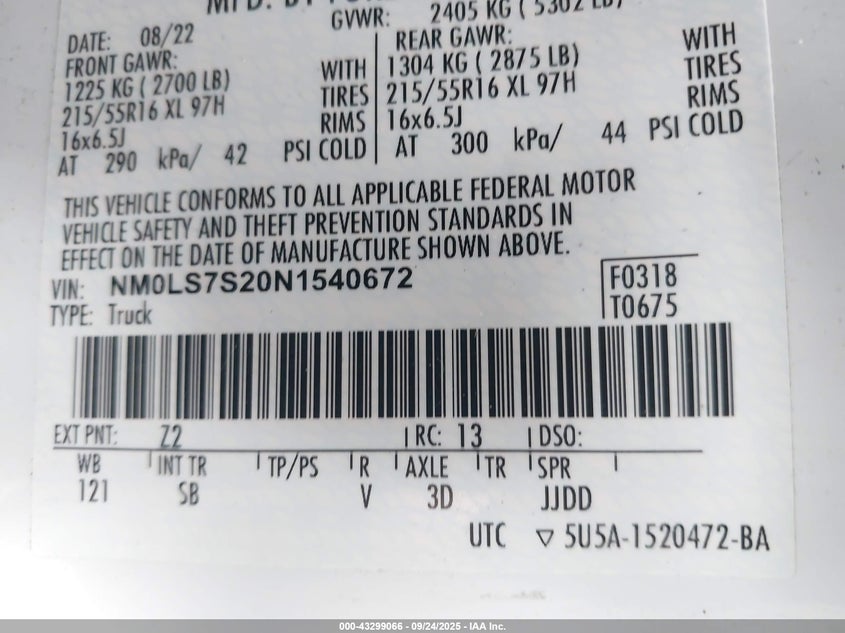 MFD. BY FORD
GVWR: 2405 KG ( 5302 LB)
DATE: 08/22
FRONT GAWR: REAR GAWR:
1225 KG ( 2700 LB) WITH 1304 KG ( 2875 LB) WITH
215/55R16 XL 97H TIRES 215/55R16 XL 97H TIRES
16x6.5J RIMS 16x6.5J RIMS
AT 290 kPa/ 42 PSI COLD AT 300 kPa/ 44 PSI COLD
THIS VEHICLE CONFORMS TO ALL APPLICABLE FEDERAL MOTOR
VEHICLE SAFETY AND THEFT PREVENTION STANDARDS IN
EFFECT ON THE DATE OF MANUFACTURE SHOWN ABOVE.
VIN: NM0LS7S20N1540672 F0318
TYPE: Truck T0675
EXT PNT: Z2 RC: 13 DSO:
WB INT TR TP/PS R AXLE TR SPR
121 SB V 3D JJDD
UTC ▽ 5U5A-1520472-BA
000-43299066 - 09/24/2025 - IAA Inc.